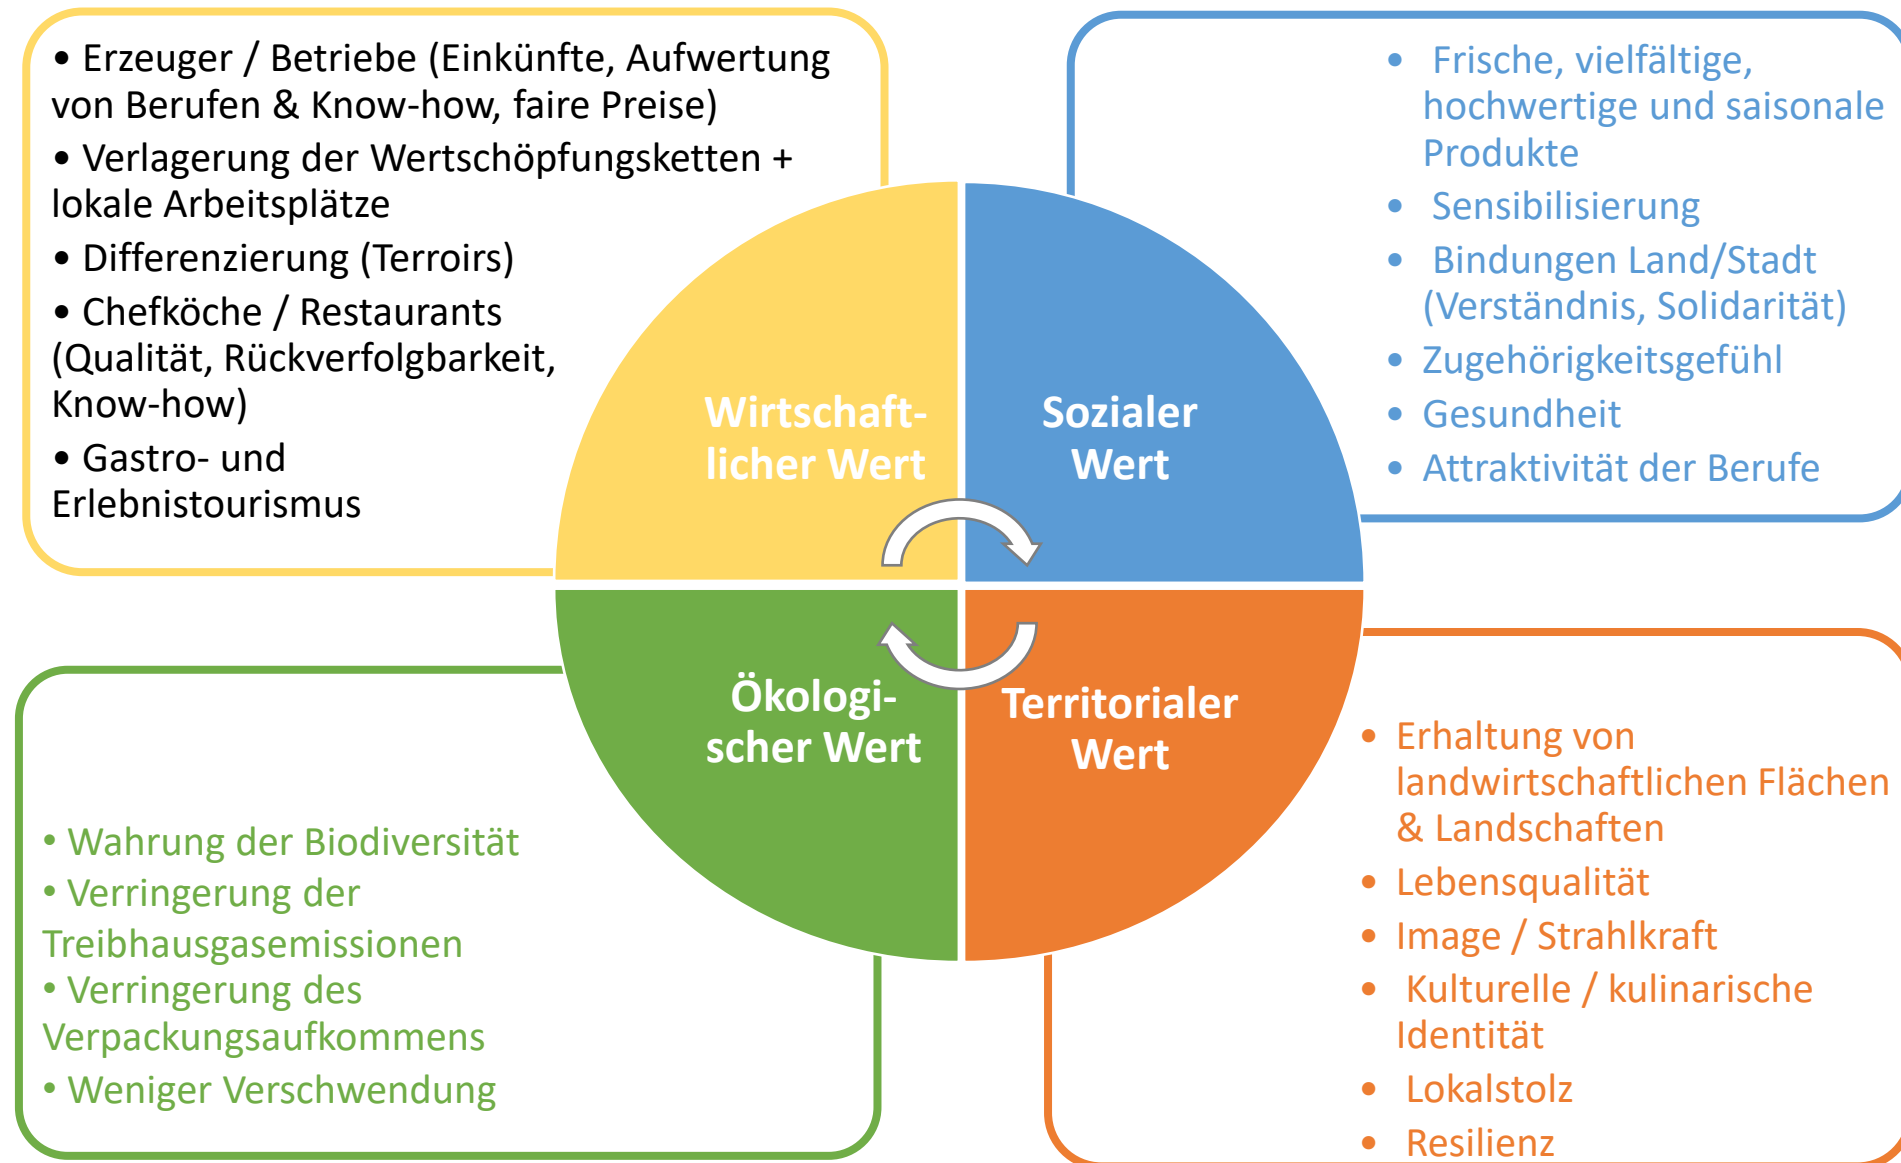 • Erzeuger / Betriebe (Einkünfte, Aufwertung
von Berufen & Know-how, faire Preise)
• Verlagerung der Wertschöpfungsketten +
lokale Arbeitsplätze
• Differenzierung (Terroirs)
• Chefköche / Restaurants
(Qualität, Rückverfolgbarkeit,
Know-how)
• Gastro- und
Erlebnistourismus
• Frische, vielfältige,
hochwertige und saisonale
Produkte
• Sensibilisierung
• Bindungen Land/Stadt
(Verständnis, Solidarität)
• Zugehörigkeitsgefühl
• Gesundheit
• Attraktivität der Berufe
Wirtschaft-
licher Wert
Sozialer
Wert
Ökologi-
scher Wert
Territorialer
Wert
• Wahrung der Biodiversität
• Verringerung der
Treibhausgasemissionen
• Verringerung des
Verpackungsaufkommens
• Weniger Verschwendung
• Erhaltung von
landwirtschaftlichen Flächen
& Landschaften
• Lebensqualität
• Image / Strahlkraft
• Kulturelle / kulinarische
Identität
• Lokalstolz
• Resilienz